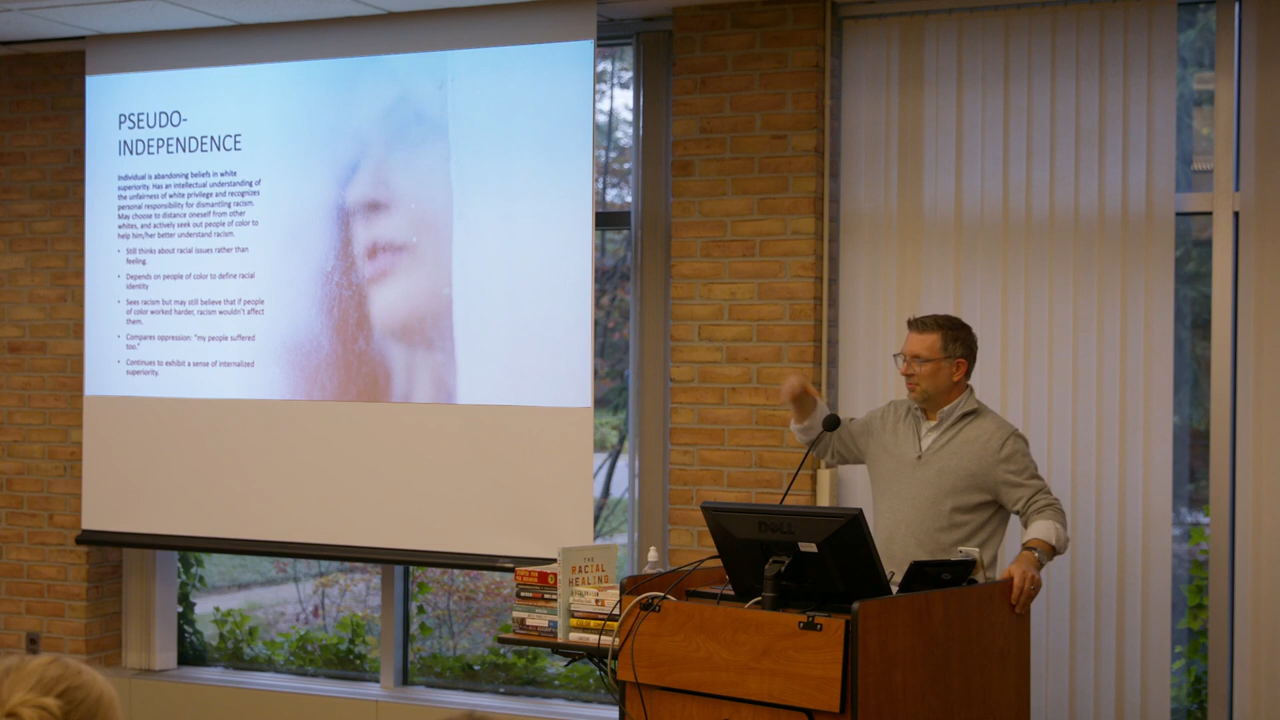 PSEUDO-
INDEPENDENCE
Individual is abandoning beliefs in white
superiority. Has an intellectual understanding of
the unfairness of white privilege and recognizes
personal responsibility for dismantling racism.
May choose to distance oneself from other
whites, and actively seek out people of color to
help him/her better understand racism.
• Still thinks about racial issues rather than
feeling.
• Depends on people of color to define racial
identity
• Sees racism but may still believe that if people
of color worked harder, racism wouldn't affect
them.
• Compares oppression: "my people suffered
too."
• Continues to exhibit a sense of internalized
superiority.
THE
RACIAL
HEALING
DELL